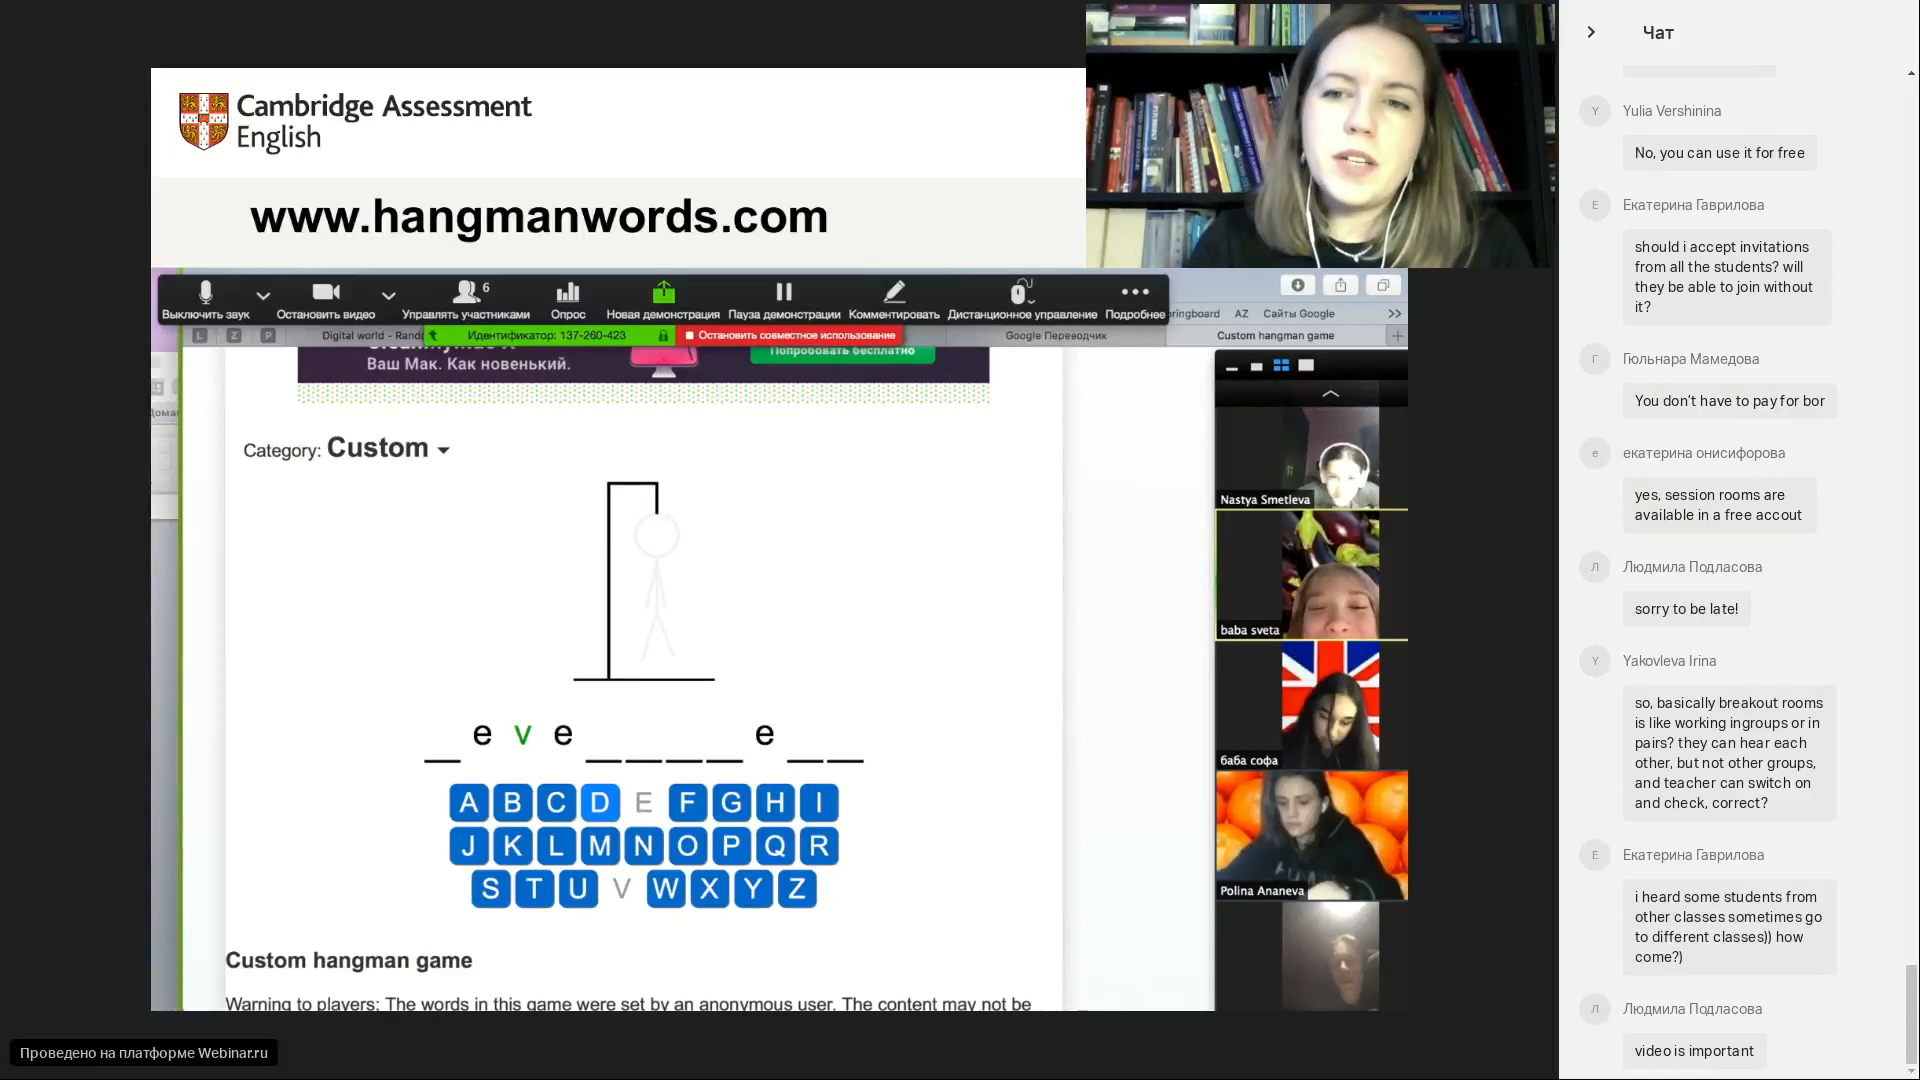 Cambridge Assessment
English
www.hangmanwords.com
Выключить звук
Остановить видео
6
Управлять участниками
Опрос
Новая демонстрация
Пауза демонстрации
Комментировать
Дистанционное управление
Подробнее
pringboard
AZ
Сайты Google
L
Z
P
Digital world - Rand
Идентификатор: 137-260-423
Остановить совместное использование
Google Переводчик
Custom hangman game
Ваш Мак. Как новенький.
Попробовать бесплатно
Category: Custom
e v e e
A B C D E F G H I
J K L M N O P Q R
S T U V W X Y Z
Custom hangman game
Warning to players: The words in this game were set by an anonymous user. The content may not be
Nastya Smetleva
baba sveta
баба софа
Polina Ananeva
Проведено на платформе Webinar.ru
Чат
Y
Yulia Vershinina
No, you can use it for free
Е
Екатерина Гаврилова
should i accept invitations
from all the students? will
they be able to join without
it?
Г
Гюльнара Мамедова
You don't have to pay for bor
е
екатерина онисифорова
yes, session rooms are
available in a free accout
Л
Людмила Подласова
sorry to be late!
Y
Yakovleva Irina
so, basically breakout rooms
is like working ingroups or in
pairs? they can hear each
other, but not other groups,
and teacher can switch on
and check, correct?
Е
Екатерина Гаврилова
i heard some students from
other classes sometimes go
to different classes)) how
come?)
Л
Людмила Подласова
video is important